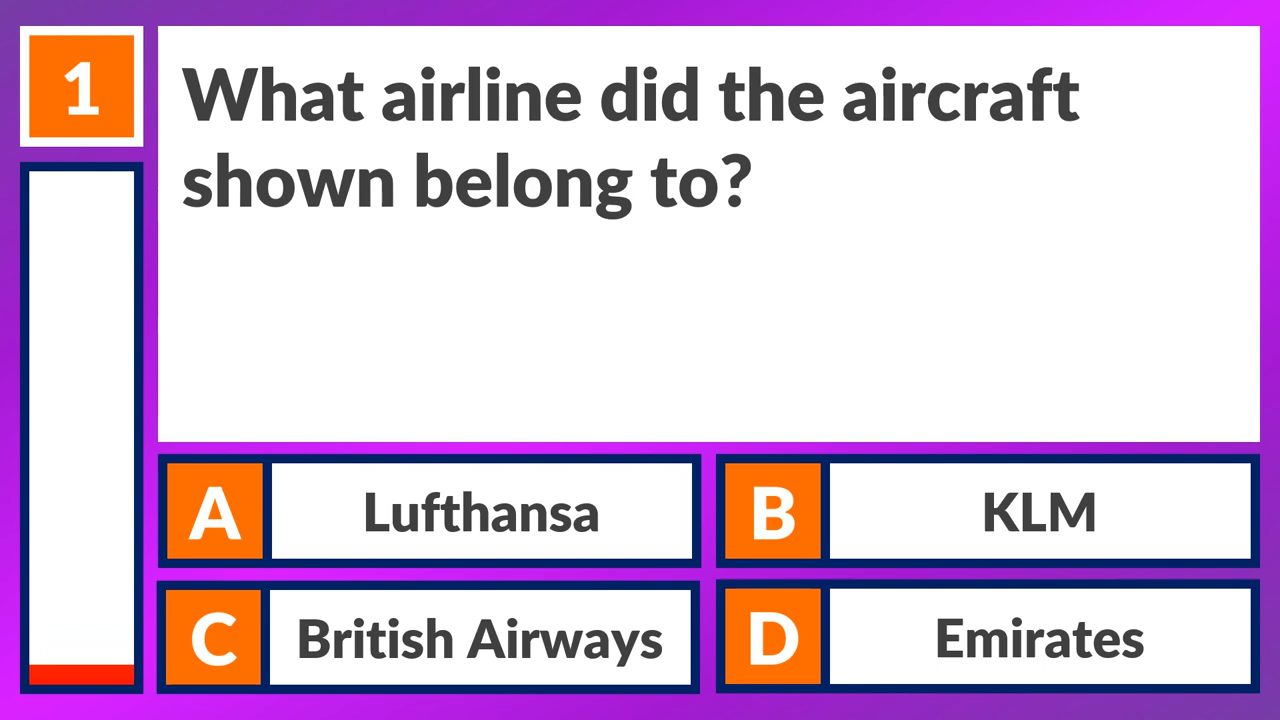 1
What airline did the aircraft
shown belong to?
A
Lufthansa
B
KLM
C
British Airways
D
Emirates